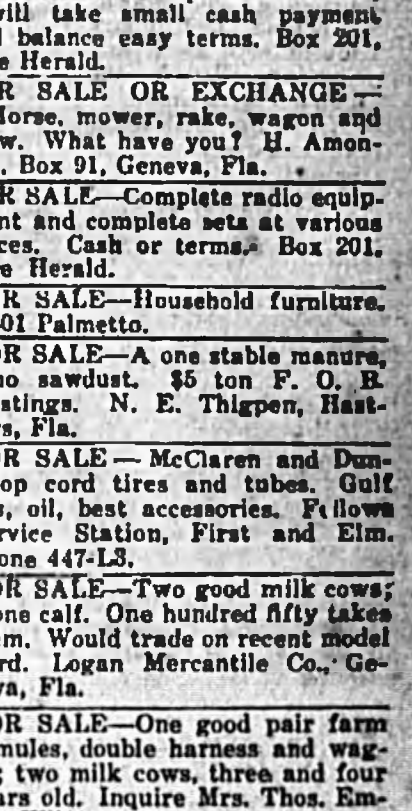 will take small cash payment
balance easy terms. Box 201,
e Herald.
R SALE OR EXCHANGE—
Horse, mower, rake, wagon and
w. What have you? H. Amon-
. Box 91, Geneva, Fla.
R SALE—Complete radio equip-
nt and complete sets at various
ces. Cash or terms. Box 201,
e Herald.
R SALE—Household furniture.
01 Palmetto.
OR SALE—A one stable manure,
no sawdust. $5 ton F. O. B.
stings. N. E. Thigpen, Hast-
s, Fla.
OR SALE — McClaren and Dun-
op cord tires and tubes. Gulf
s, oil, best accessories. Fellows
rvice Station, First and Elm.
one 447-L3.
OR SALE—Two good milk cows;
one calf. One hundred fifty takes
em. Would trade on recent model
rd. Logan Mercantile Co., Ge-
va, Fla.
OR SALE—One good pair farm
mules, double harness and wag-
; two milk cows, three and four
ars old. Inquire Mrs. Thos. Em-